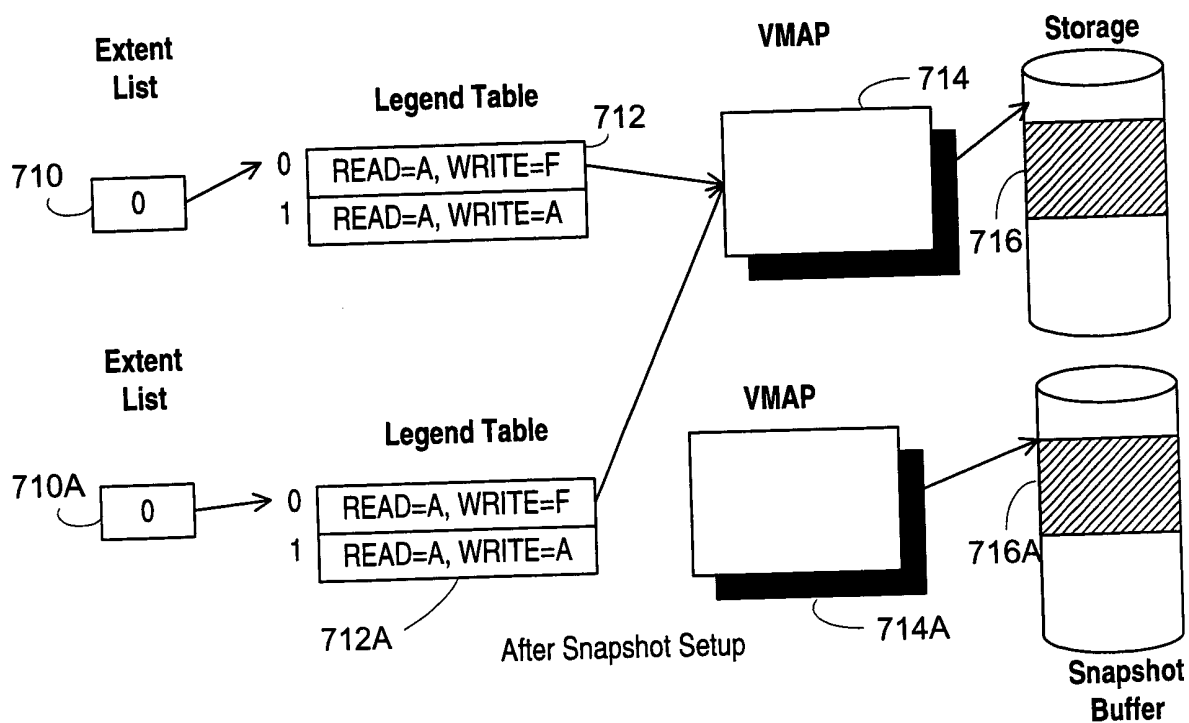 Extent
List
Legend Table
VMAP
Storage
710
0
0
READ=A, WRITE=F
1
READ=A, WRITE=A
712
714
716
Extent
List
Legend Table
VMAP
710A
0
0
READ=A, WRITE=F
1
READ=A, WRITE=A
712A
714A
716A
After Snapshot Setup
Snapshot
Buffer